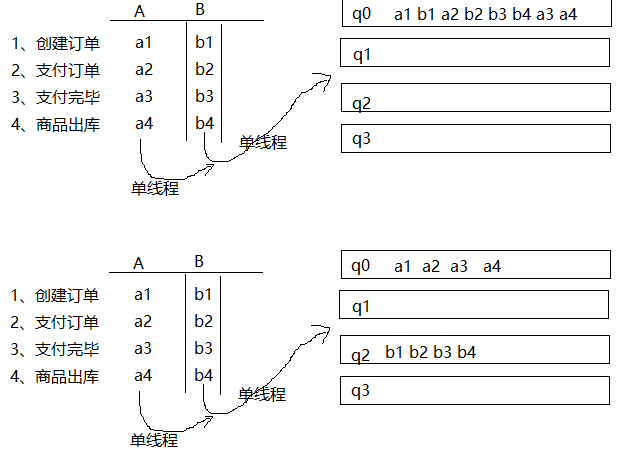 A B
1、创建订单 a1 b1
2、支付订单 a2 b2
3、支付完毕 a3 b3
4、商品出库 a4 b4
单线程
单线程
q0 a1 b1 a2 b2 b3 b4 a3 a4
q1
q2
q3
A B
1、创建订单 a1 b1
2、支付订单 a2 b2
3、支付完毕 a3 b3
4、商品出库 a4 b4
单线程
单线程
q0 a1 a2 a3 a4
q1
q2 b1 b2 b3 b4
q3